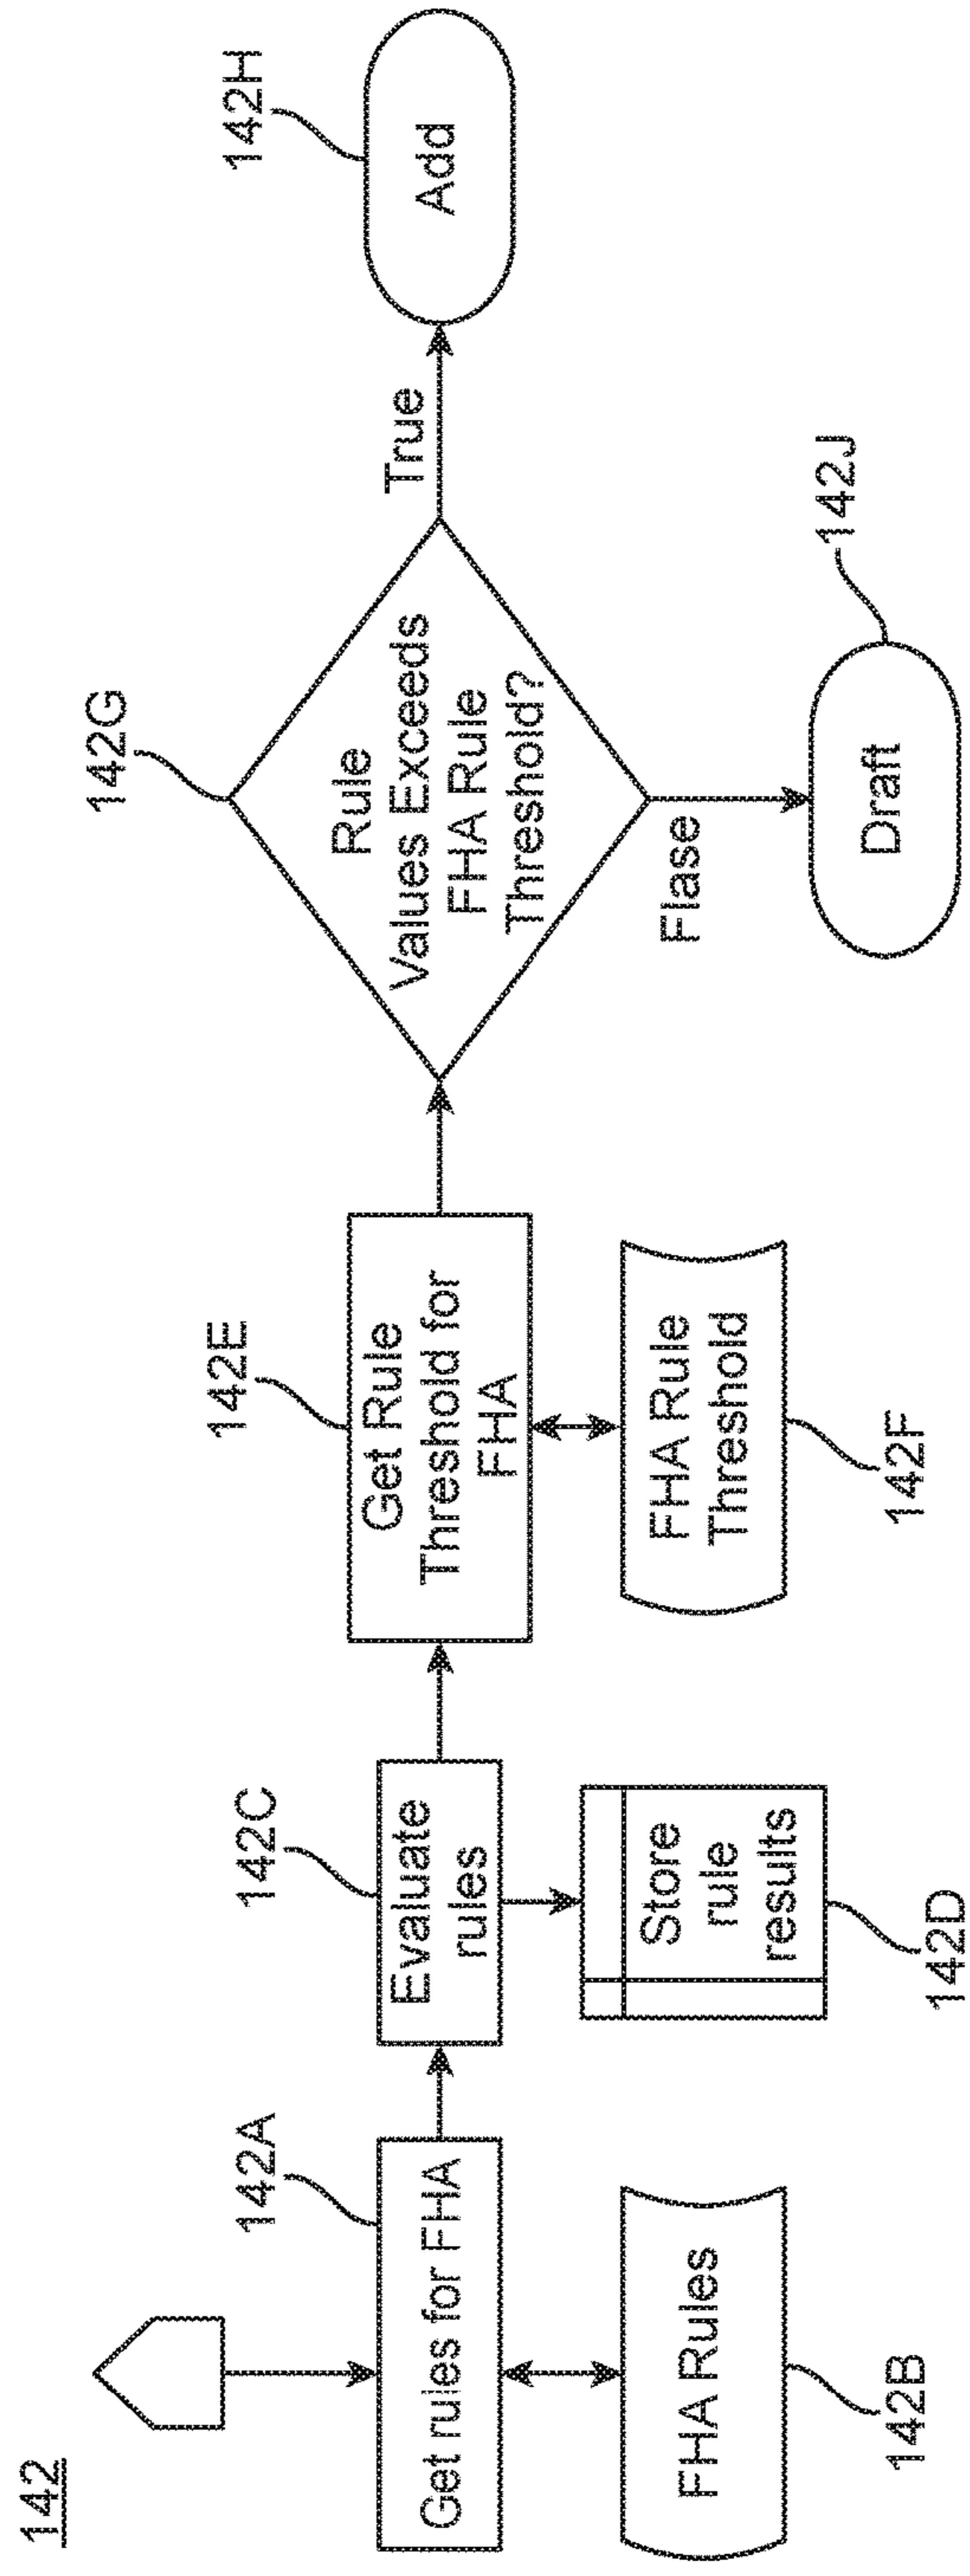 142
142A
Get rules for FHA
FHA Rules
142B
142C
Evaluate
rules
Store
rule
results
142D
142E
Get Rule
Threshold for
FHA
FHA Rule
Threshold
142F
142G
Rule
Values Exceeds
FHA Rule
Threshold?
True
Flase
142H
Add
Draft
142J